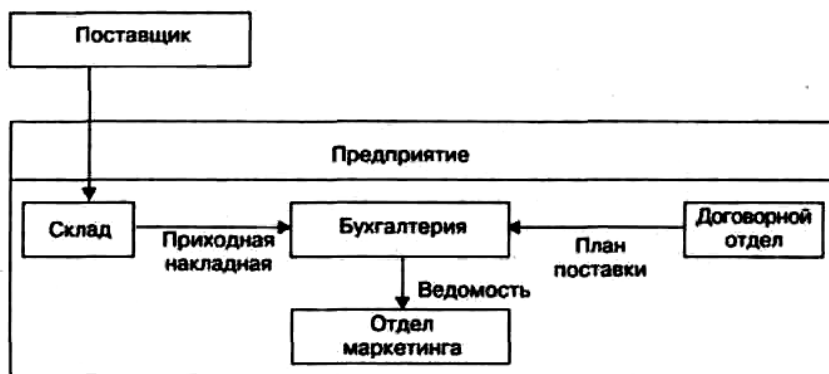 Поставщик
Предприятие
Склад
Приходная
накладная
Бухгалтерия
План
поставки
Договорной
отдел
Ведомость
Отдел
маркетинга